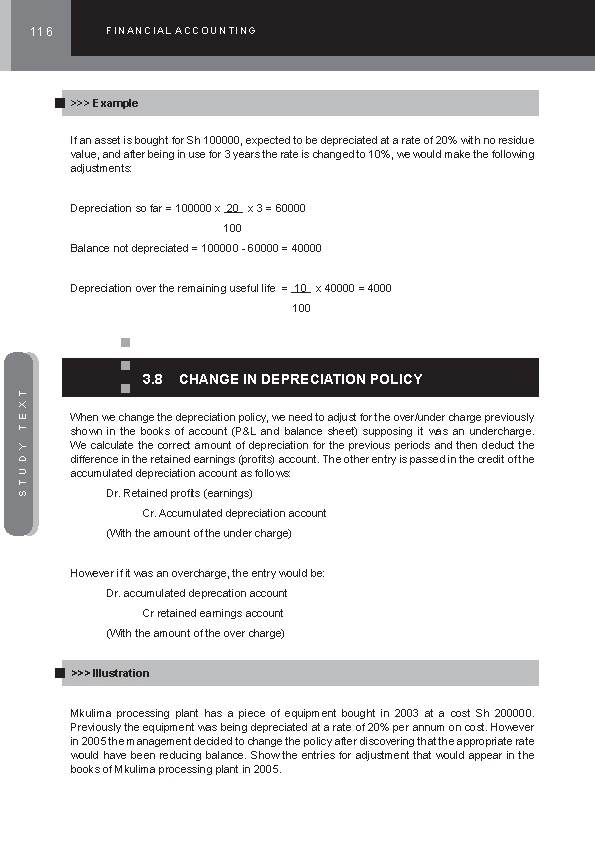 116
FINANCIAL ACCOUNTING
>>> Example
If an asset is bought for Sh 100000, expected to be depreciated at a rate of 20% with no residue
value, and after being in use for 3 years the rate is changed to 10%, we would make the following
adjustments:
Depreciation so far = 100000 x 20 x 3 = 60000
100
Balance not depreciated = 100000 - 60000 = 40000
Depreciation over the remaining useful life = 10 x 40000 = 4000
100
3.8 CHANGE IN DEPRECIATION POLICY
When we change the depreciation policy, we need to adjust for the over/under charge previously
shown in the books of account (P&L and balance sheet) supposing it was an undercharge.
We calculate the correct amount of depreciation for the previous periods and then deduct the
difference in the retained earnings (profits) account. The other entry is passed in the credit of the
accumulated depreciation account as follows:
Dr. Retained profits (earnings)
Cr. Accumulated depreciation account
(With the amount of the under charge)
However if it was an overcharge, the entry would be:
Dr. accumulated deprecation account
Cr retained earnings account
(With the amount of the over charge)
>>> Illustration
Mkulima processing plant has a piece of equipment bought in 2003 at a cost Sh 200000.
Previously the equipment was being depreciated at a rate of 20% per annum on cost. However
in 2005 the management decided to change the policy after discovering that the appropriate rate
would have been reducing balance. Show the entries for adjustment that would appear in the
books of Mkulima processing plant in 2005.
STUDY TEXT